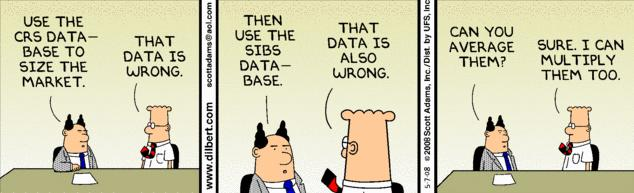 USE THE
CRS DATA–
BASE TO
SIZE THE
MARKET.
THAT
DATA IS
WRONG.
www.dilbert.com
scottadams@aol.com
THEN
USE THE
SIBS
DATA–
BASE.
THAT
DATA IS
ALSO
WRONG.
5-7-08 © 2008 Scott Adams, Inc./Dist. by UFS, Inc.
CAN YOU
AVERAGE
THEM?
SURE. I CAN
MULTIPLY
THEM TOO.